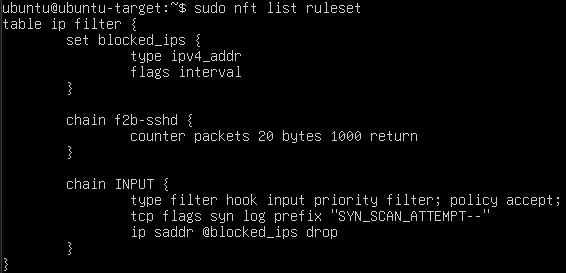 ubuntu@ubuntu-target:~$ sudo nft list ruleset
table ip filter {
        set blocked_ips {
                type ipv4_addr
                flags interval
        }

        chain f2b-sshd {
                counter packets 20 bytes 1000 return
        }

        chain INPUT {
                type filter hook input priority filter; policy accept;
                tcp flags syn log prefix "SYN_SCAN_ATTEMPT--"
                ip saddr @blocked_ips drop
        }
}